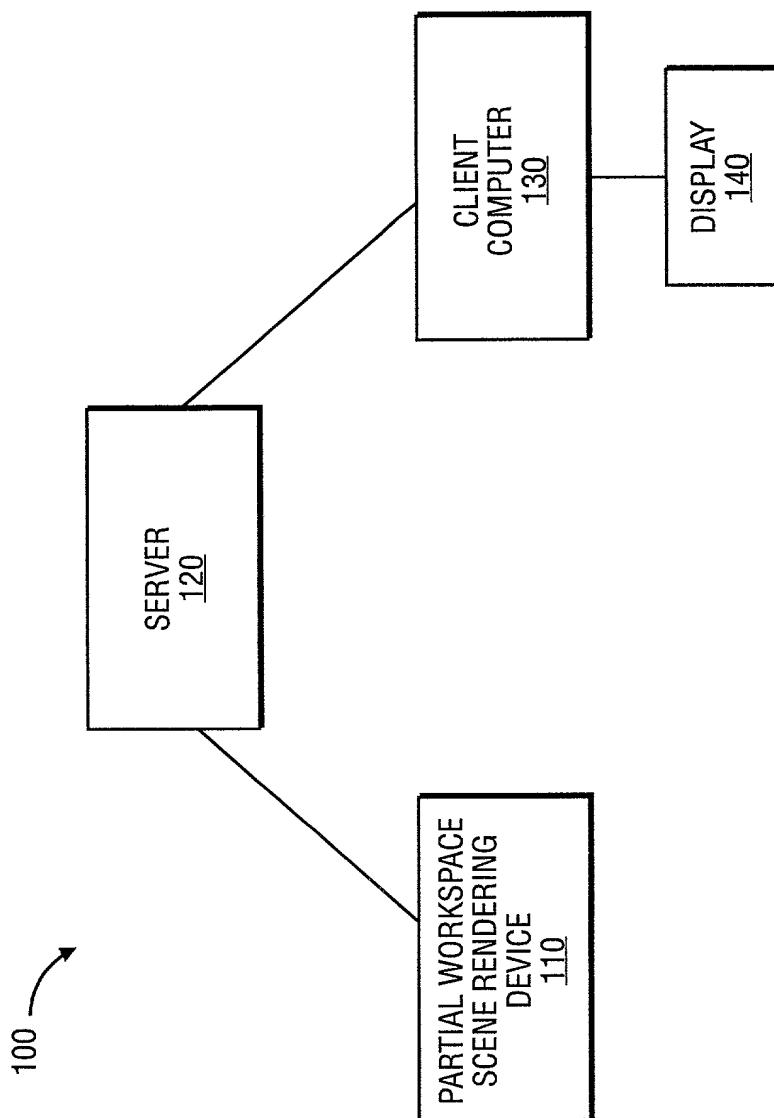 100
SERVER
120
PARTIAL WORKSPACE
SCENE RENDERING
DEVICE
110
CLIENT
COMPUTER
130
DISPLAY
140